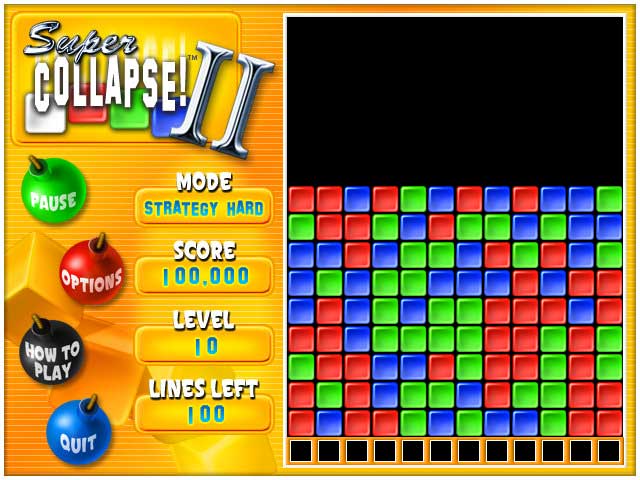 Super
COLLAPSE!™
II
PAUSE
MODE
STRATEGY HARD
OPTIONS
SCORE
100,000
LEVEL
10
HOW TO
PLAY
LINES LEFT
100
QUIT